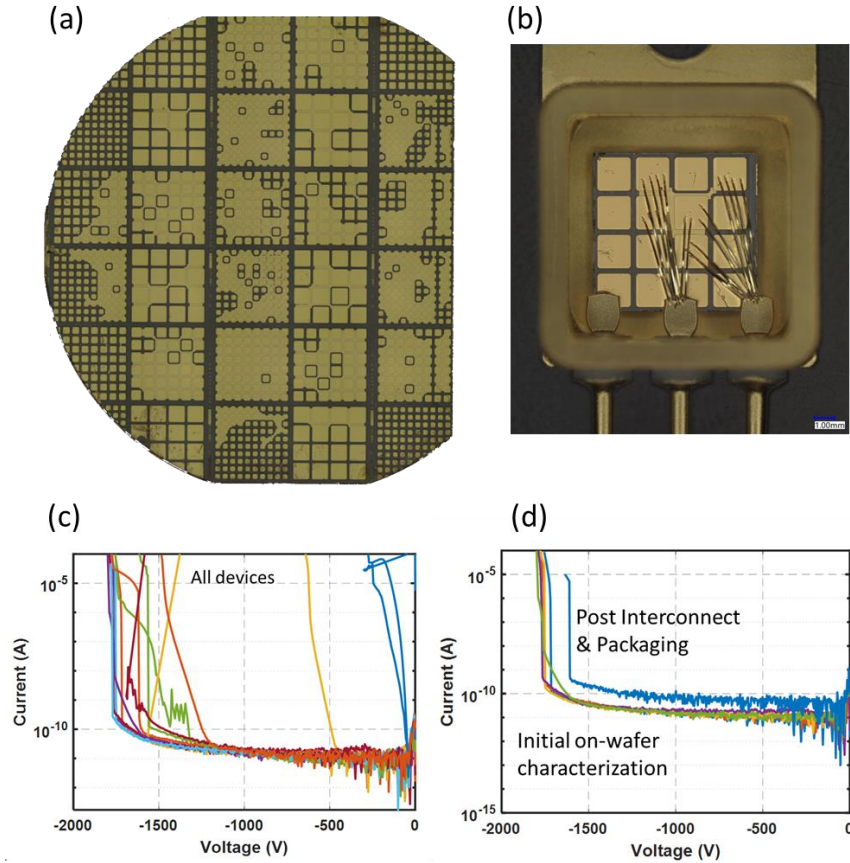 (a)
(b)
1.00mm
(c)
(d)
All devices
10^-5
10^-10
Current (A)
-2000
-1500
-1000
-500
0
Voltage (V)
Post Interconnect
& Packaging
Initial on-wafer
characterization
10^-5
10^-10
10^-15
Current (A)
-2000
-1500
-1000
-500
0
Voltage (V)